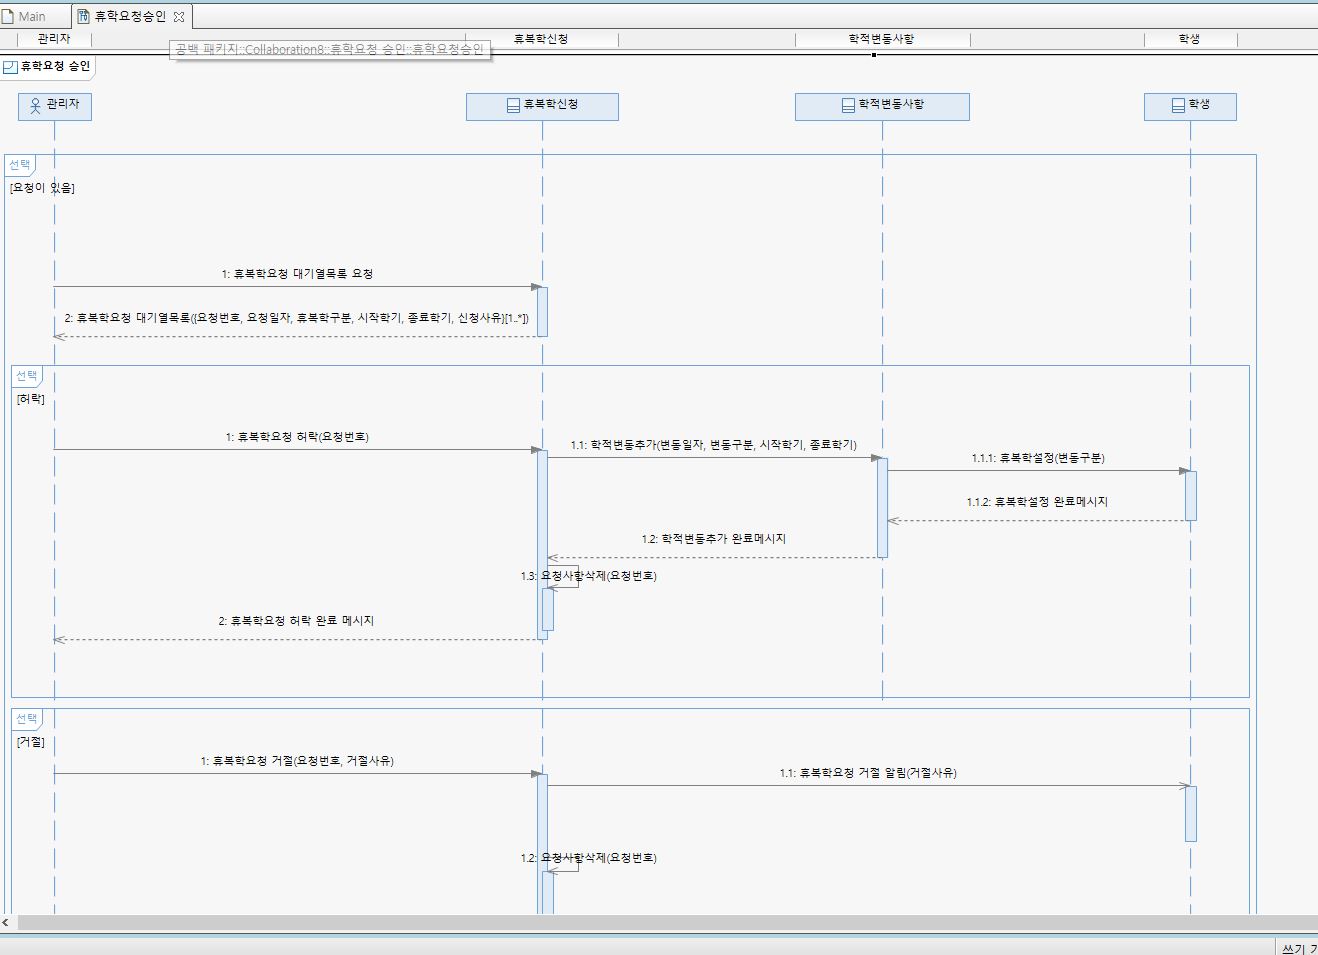 Main
휴학요청승인
관리자
휴복학신청
학적변동사항
학생
공백 패키지::Collaboration8::휴학요청 승인::휴학요청승인
휴학요청 승인
관리자
휴복학신청
학적변동사항
학생
선택
[요청이 있음]
1: 휴복학요청 대기열목록 요청
2: 휴복학요청 대기열목록({요청번호, 요청일자, 휴복학구분, 시작학기, 종료학기, 신청사유}[1..*])
선택
[허락]
1: 휴복학요청 허락(요청번호)
1.1: 학적변동추가(변동일자, 변동구분, 시작학기, 종료학기)
1.1.1: 휴복학설정(변동구분)
1.1.2: 휴복학설정 완료메시지
1.2: 학적변동추가 완료메시지
1.3: 요청사항삭제(요청번호)
2: 휴복학요청 허락 완료 메시지
선택
[거절]
1: 휴복학요청 거절(요청번호, 거절사유)
1.1: 휴복학요청 거절 알림(거절사유)
1.2: 요청사항삭제(요청번호)
쓰기